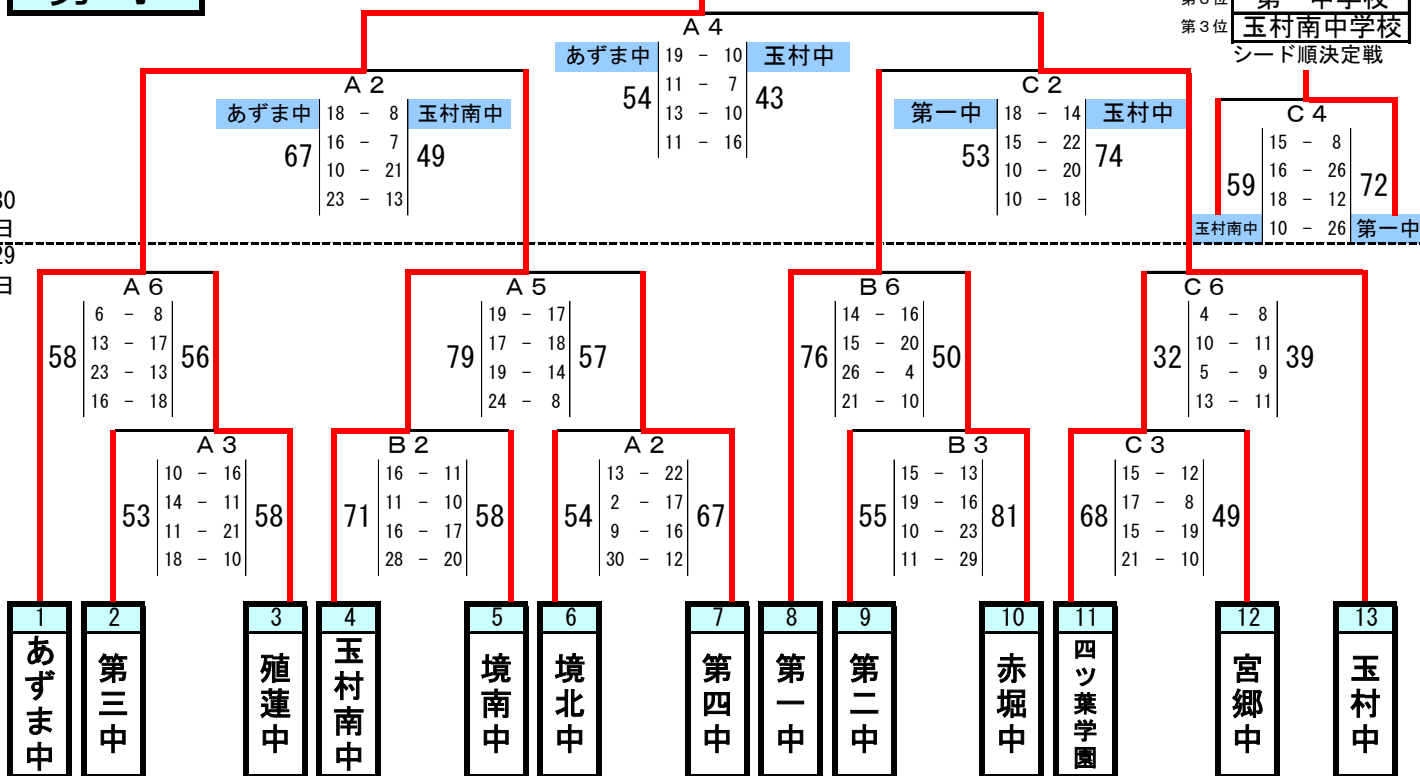 第3位 玉村南中学校
シード順決定戦
A4
あずま中 19 - 10 玉村中
54 11 - 7 43
13 - 10
11 - 16
A2
あずま中 18 - 8 玉村南中
67 16 - 7 49
10 - 21
23 - 13
C2
第一中 18 - 14 玉村中
53 15 - 22 74
10 - 20
10 - 18
C4
15 - 8
59 16 - 26 72
18 - 12
玉村南中 10 - 26 第一中
30
日
29
日
A6
6 - 8
58 13 - 17 56
23 - 13
16 - 18
A5
19 - 17
79 17 - 18 57
19 - 14
24 - 8
B6
14 - 16
76 15 - 20 50
26 - 4
21 - 10
C6
4 - 8
32 10 - 11 39
5 - 9
13 - 11
A3
10 - 16
53 14 - 11 58
11 - 21
18 - 10
B2
16 - 11
71 11 - 10 58
16 - 17
28 - 20
A2
13 - 22
54 2 - 17 67
9 - 16
30 - 12
B3
15 - 13
55 19 - 16 81
10 - 23
11 - 29
C3
15 - 12
68 17 - 8 49
15 - 19
21 - 10
1 あずま中
2 第三中
3 殖蓮中
4 玉村南中
5 境南中
6 境北中
7 第四中
8 第一中
9 第二中
10 赤堀中
11 四ツ葉学園
12 宮郷中
13 玉村中